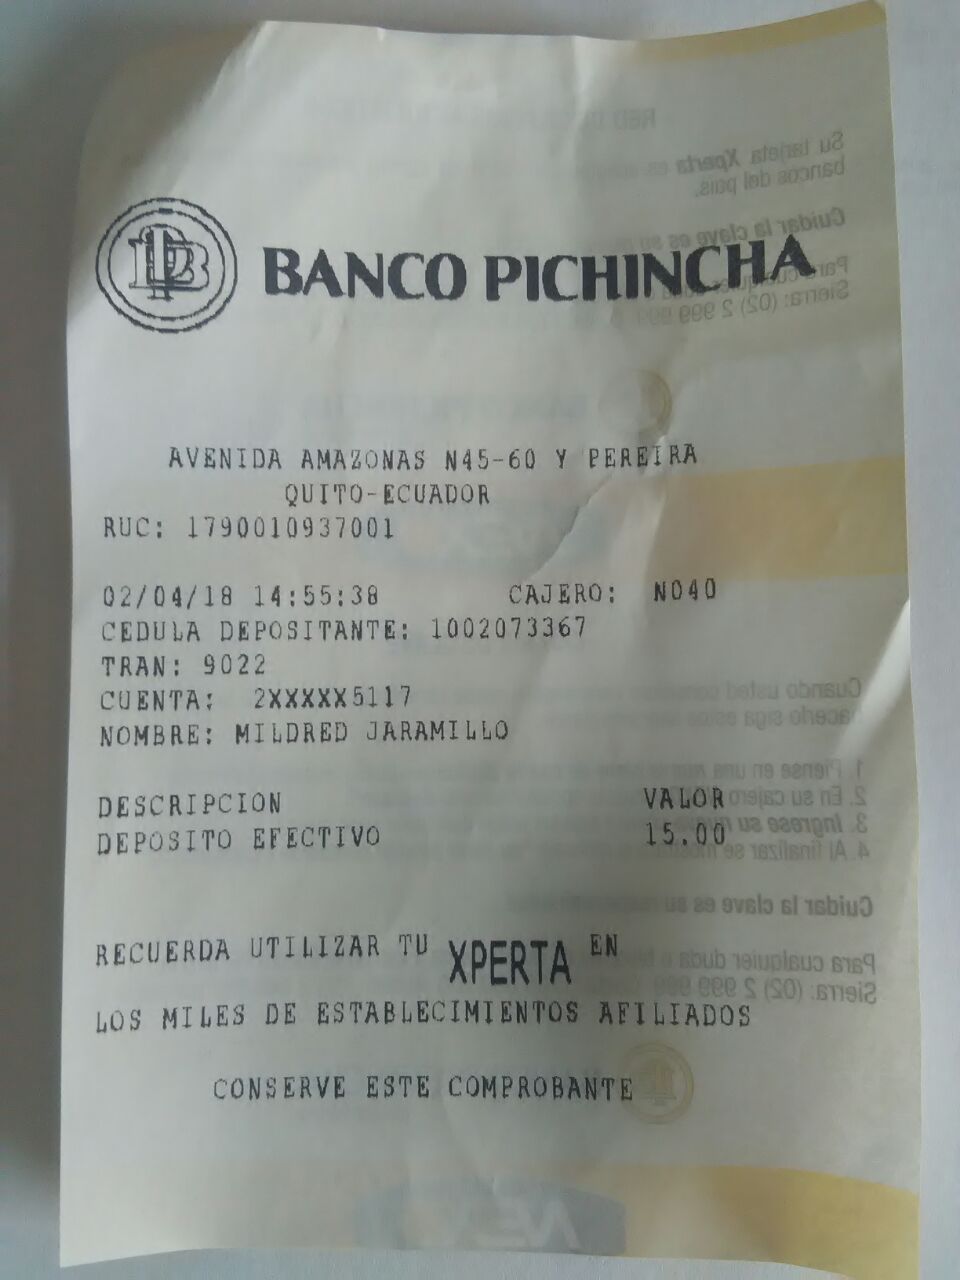 BANCO PICHINCHA
AVENIDA AMAZONAS N45-60 Y PEREIRA
QUITO-ECUADOR
RUC: 1790010937001
02/04/18 14:55:38 CAJERO: N040
CEDULA DEPOSITANTE: 1002073367
TRAN: 9022
CUENTA: 2XXXXX5117
NOMBRE: MILDRED JARAMILLO
DESCRIPCION VALOR
DEPOSITO EFECTIVO 15.00
RECUERDA UTILIZAR TU XPERTA EN
LOS MILES DE ESTABLECIMIENTOS AFILIADOS
CONSERVE ESTE COMPROBANTE